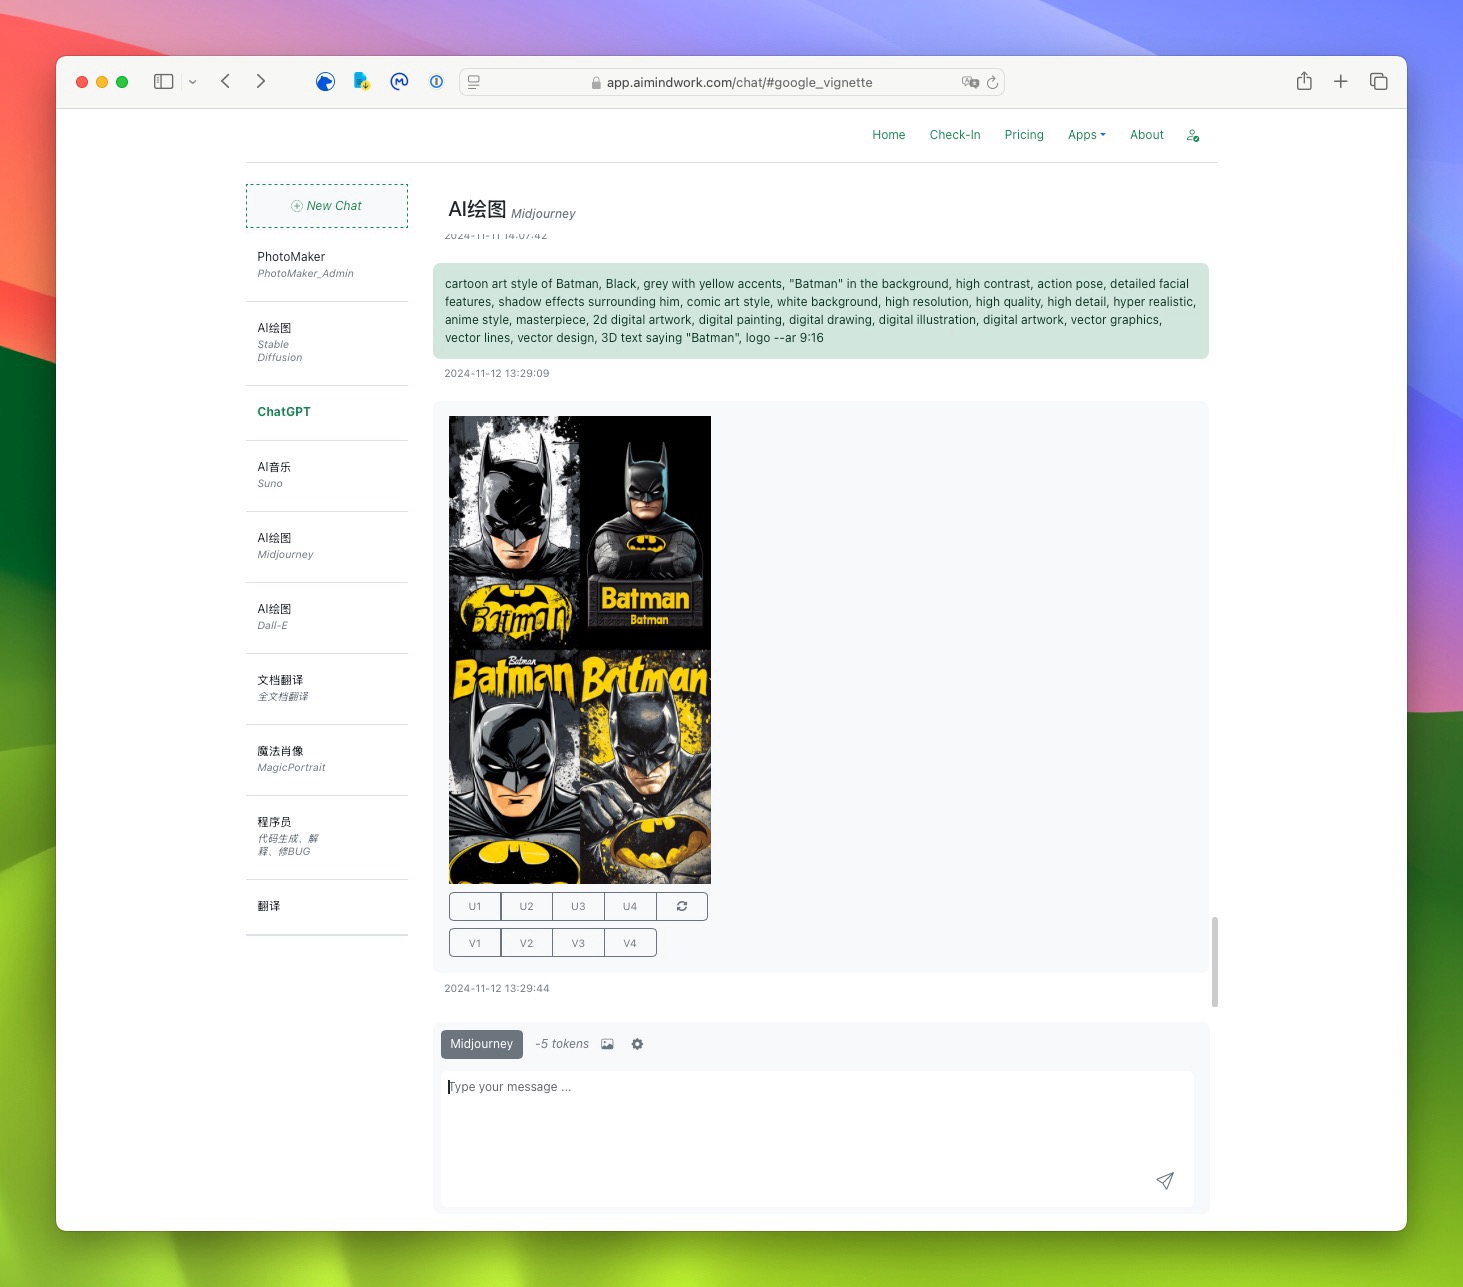 app.aimindwork.com/chat/#google_vignette
Home
Check-In
Pricing
Apps
About
New Chat
PhotoMaker
PhotoMaker_Admin
AI绘图
Stable
Diffusion
ChatGPT
AI音乐
Suno
AI绘图
Midjourney
AI绘图
Dall-E
文档翻译
全文档翻译
魔法肖像
MagicPortrait
程序员
代码生成、解
释、修BUG
翻译
AI绘图 Midjourney
2024-11-11 14:07:42
cartoon art style of Batman, Black, grey with yellow accents, "Batman" in the background, high contrast, action pose, detailed facial
features, shadow effects surrounding him, comic art style, white background, high resolution, high quality, high detail, hyper realistic,
anime style, masterpiece, 2d digital artwork, digital painting, digital drawing, digital illustration, digital artwork, vector graphics,
vector lines, vector design, 3D text saying "Batman", logo --ar 9:16
2024-11-12 13:29:09
Batman
Batman
Batman
Batman
Batman
Batman
U1
U2
U3
U4
V1
V2
V3
V4
2024-11-12 13:29:44
Midjourney
-5 tokens
Type your message ...